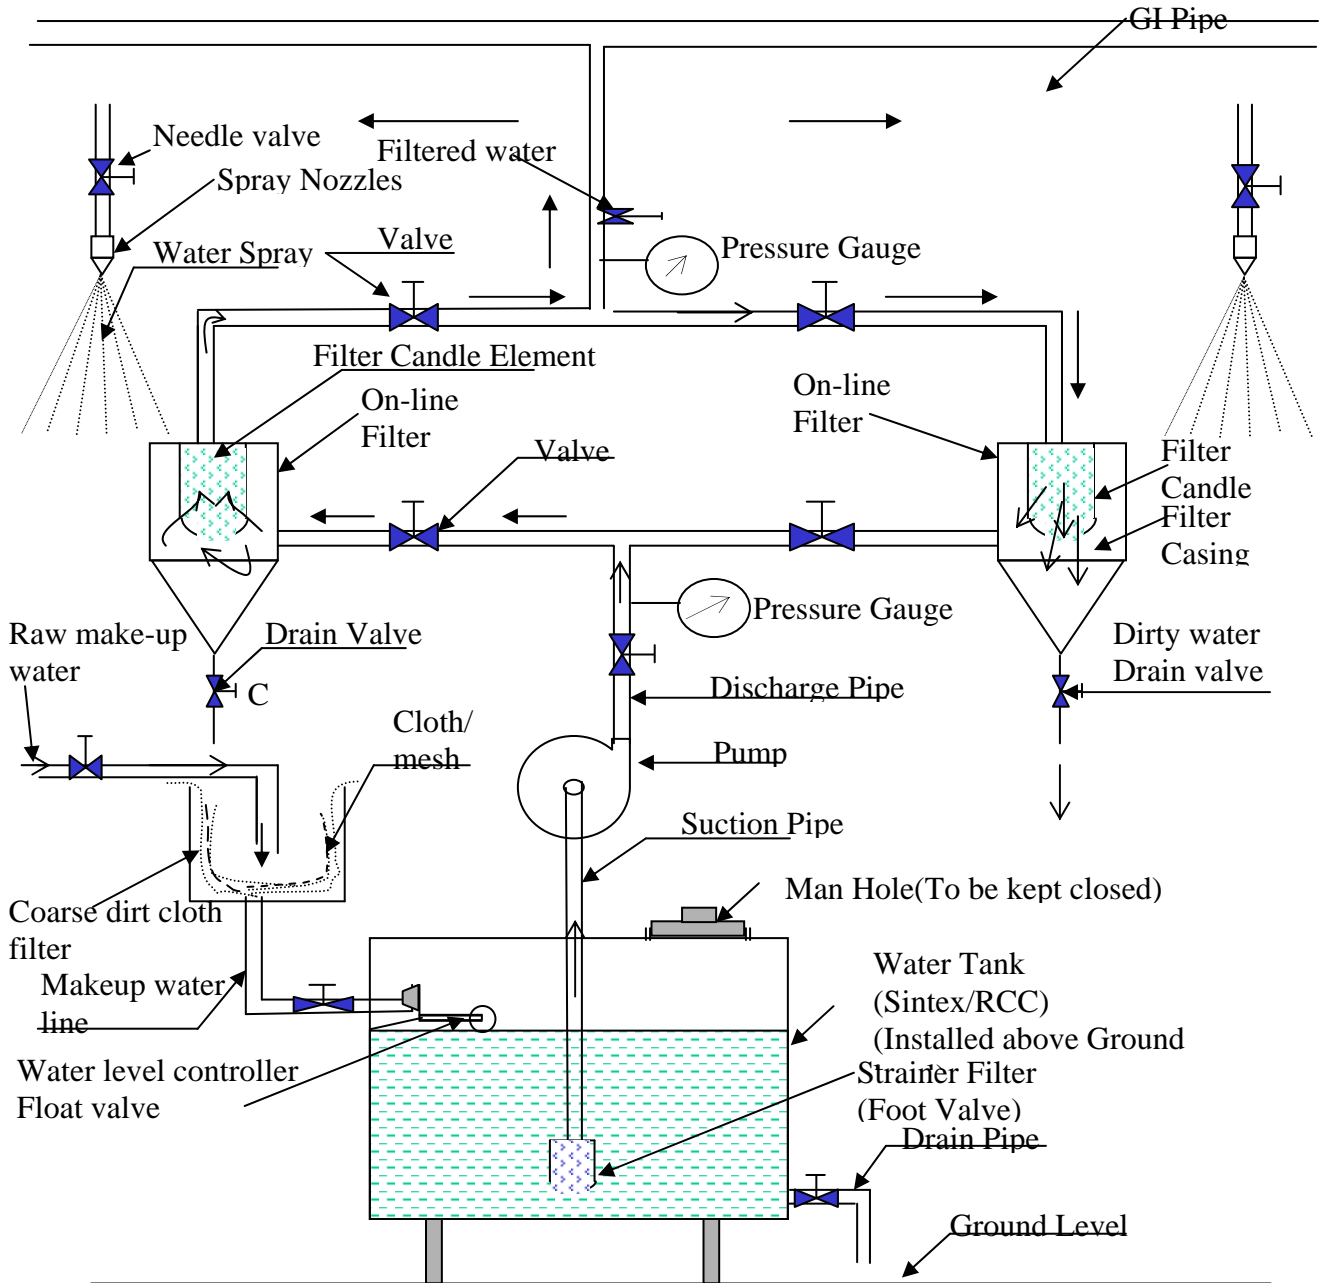 GI Pipe
Needle valve
Filtered water
Spray Nozzles
Valve
Water Spray
Pressure Gauge
Filter Candle Element
On-line
Filter
On-line
Filter
Valve
Filter
Candle
Filter
Casing
Pressure Gauge
Raw make-up
water
Drain Valve
C
Dirty water
Drain valve
Discharge Pipe
Cloth/
mesh
Pump
Suction Pipe
Man Hole(To be kept closed)
Coarse dirt cloth
filter
Water Tank
(Sintex/RCC)
(Installed above Ground
Makeup water
line
Water level controller
Float valve
Strainer Filter
(Foot Valve)
Drain Pipe
Ground Level